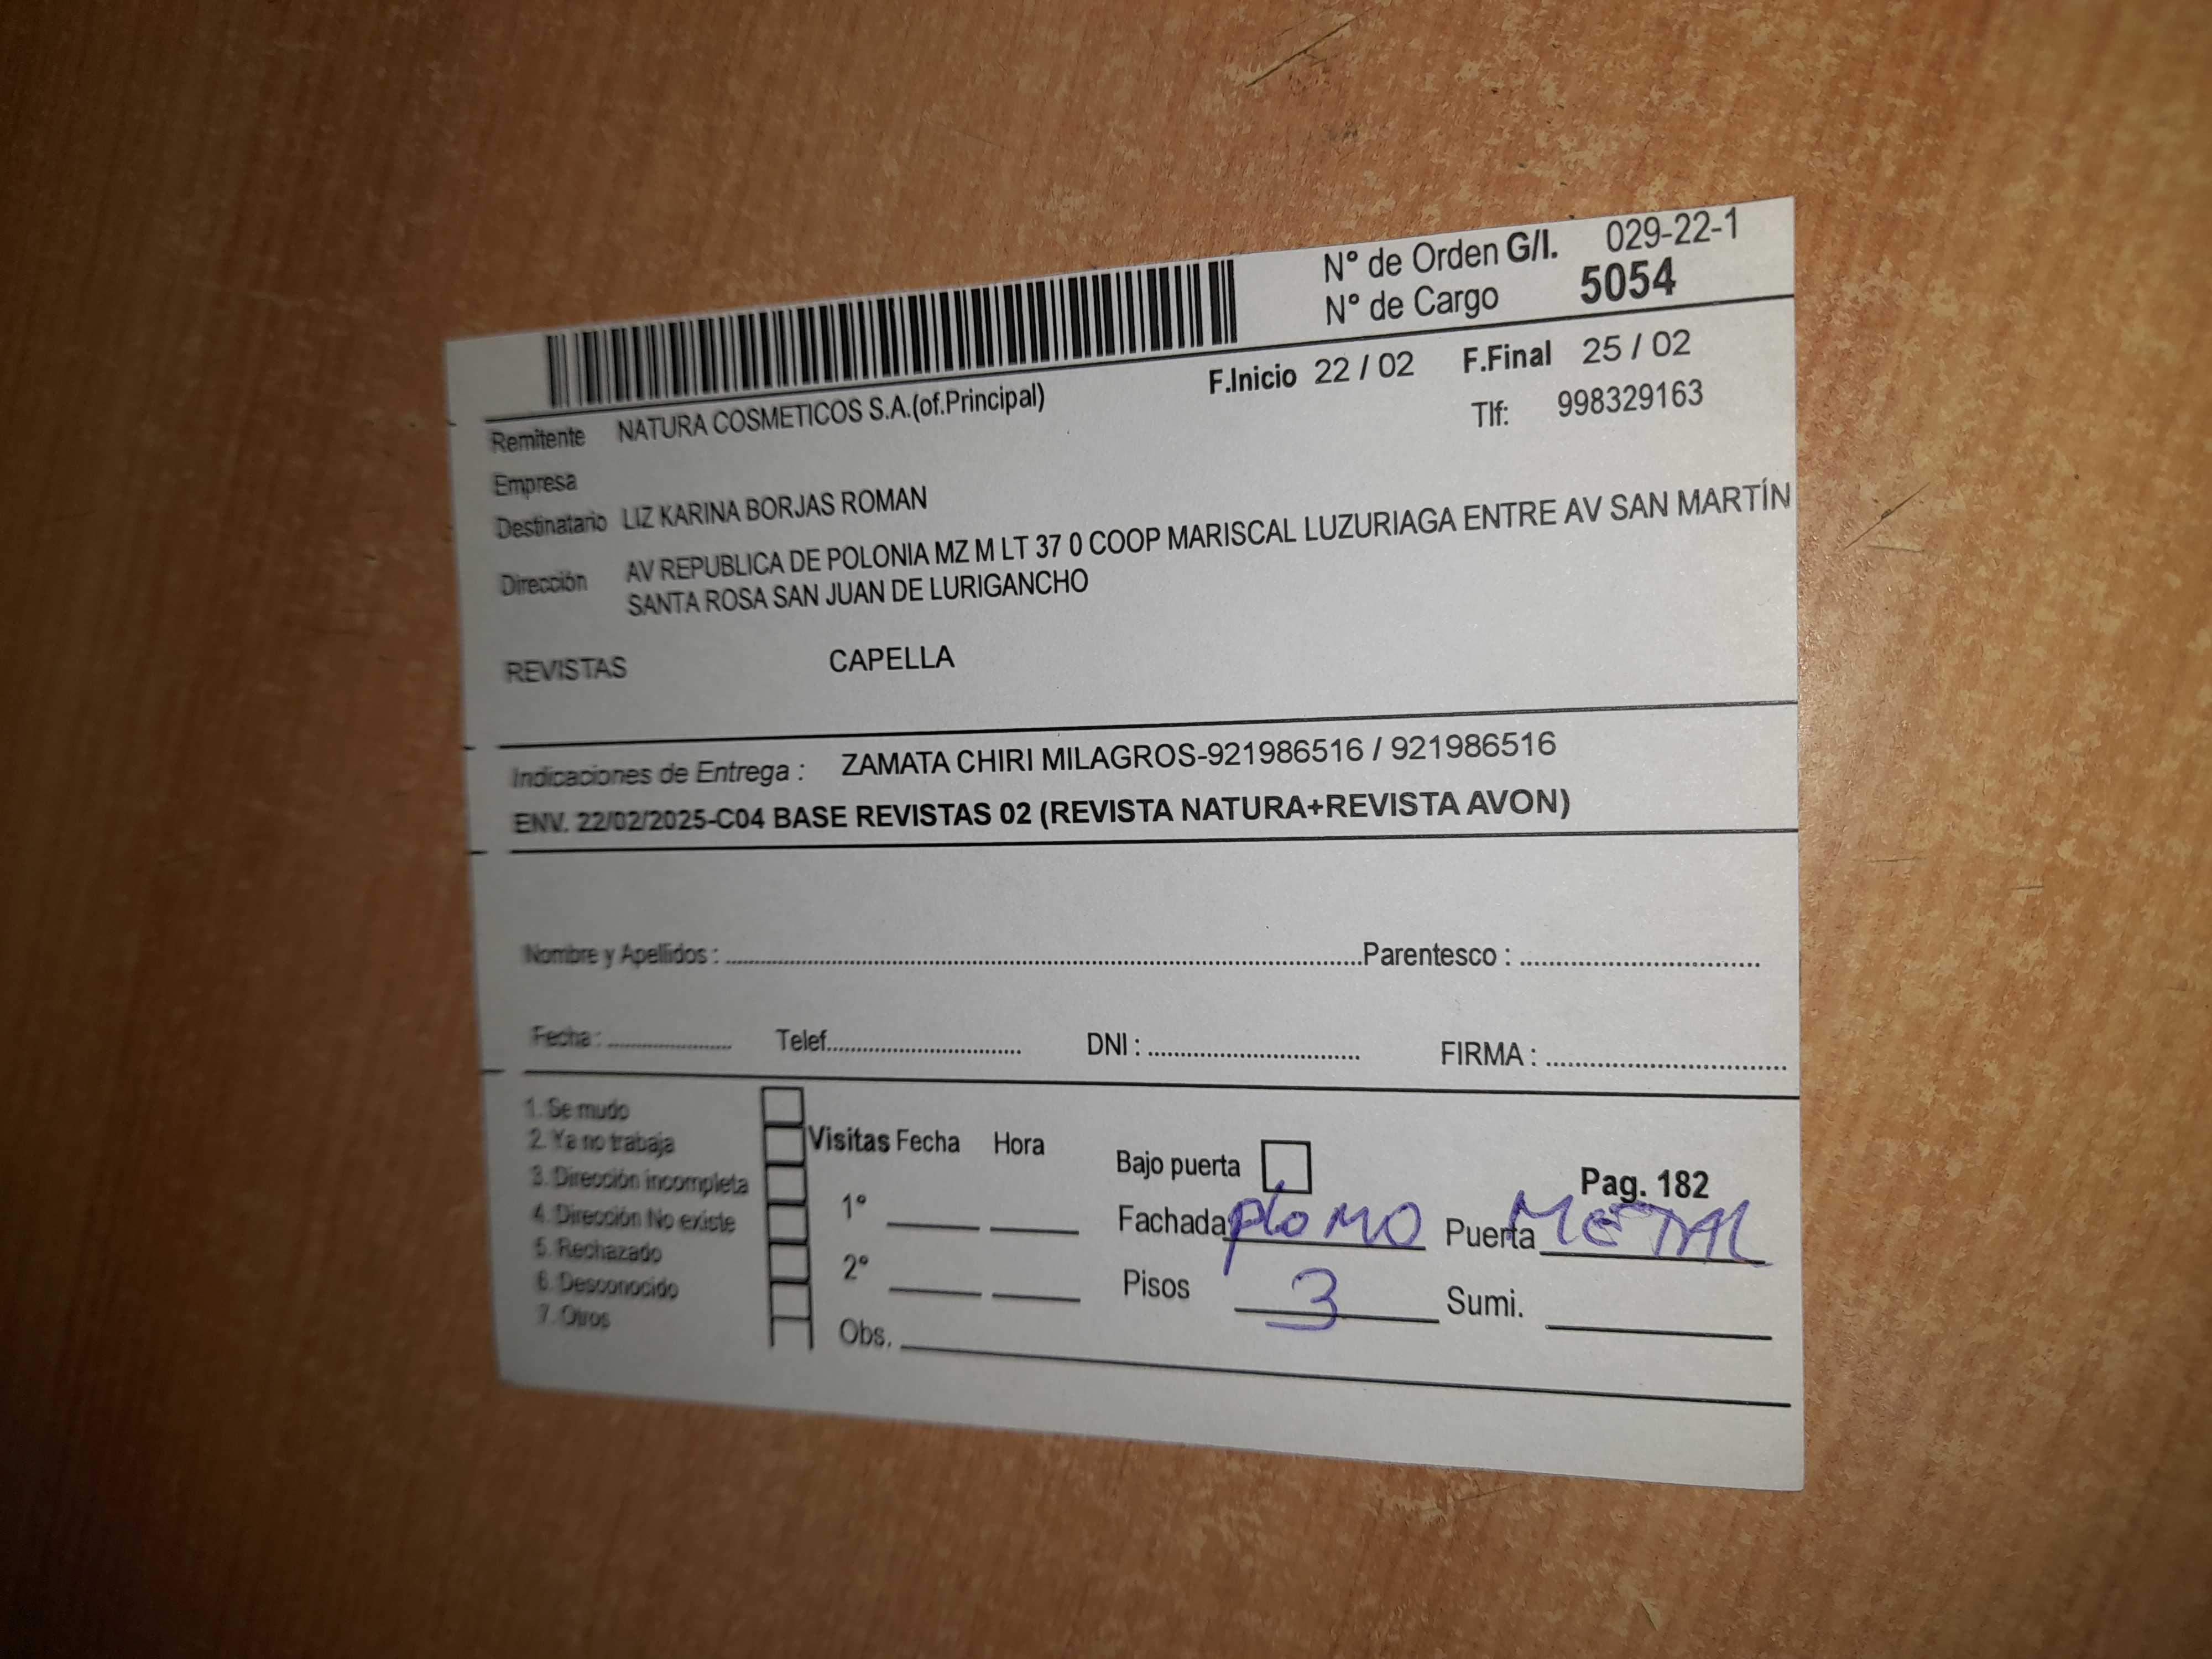 N° de Orden G/I. 029-22-1
N° de Cargo 5054
F.Inicio 22 / 02 F.Final 25 / 02
Remitente NATURA COSMETICOS S.A.(of.Principal) Tlf: 998329163
Empresa
Destinatario LIZ KARINA BORJAS ROMAN
Dirección AV REPUBLICA DE POLONIA MZ M LT 37 0 COOP MARISCAL LUZURIAGA ENTRE AV SAN MARTÍN
SANTA ROSA SAN JUAN DE LURIGANCHO
REVISTAS CAPELLA
Indicaciones de Entrega : ZAMATA CHIRI MILAGROS-921986516 / 921986516
ENV. 22/02/2025-C04 BASE REVISTAS 02 (REVISTA NATURA+REVISTA AVON)
Nombre y Apellidos : ............ Parentesco : ............
Fecha : ............ Telef............. DNI : ............ FIRMA : ............
1. Se mudo
2. Ya no trabaja
3. Dirección incompleta
4. Dirección No existe
5. Rechazado
6. Desconocido
7. Otros
Visitas Fecha Hora
1°
2°
Obs.
Bajo puerta
Pag. 182
Fachada plomo Puerta METAL
Pisos 3 Sumi.